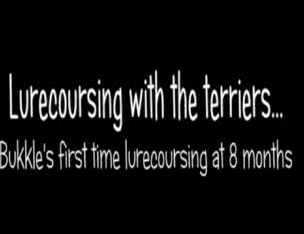 Lurecoursing with the terriers...
Bukkle's first time lurecoursing at 8 months